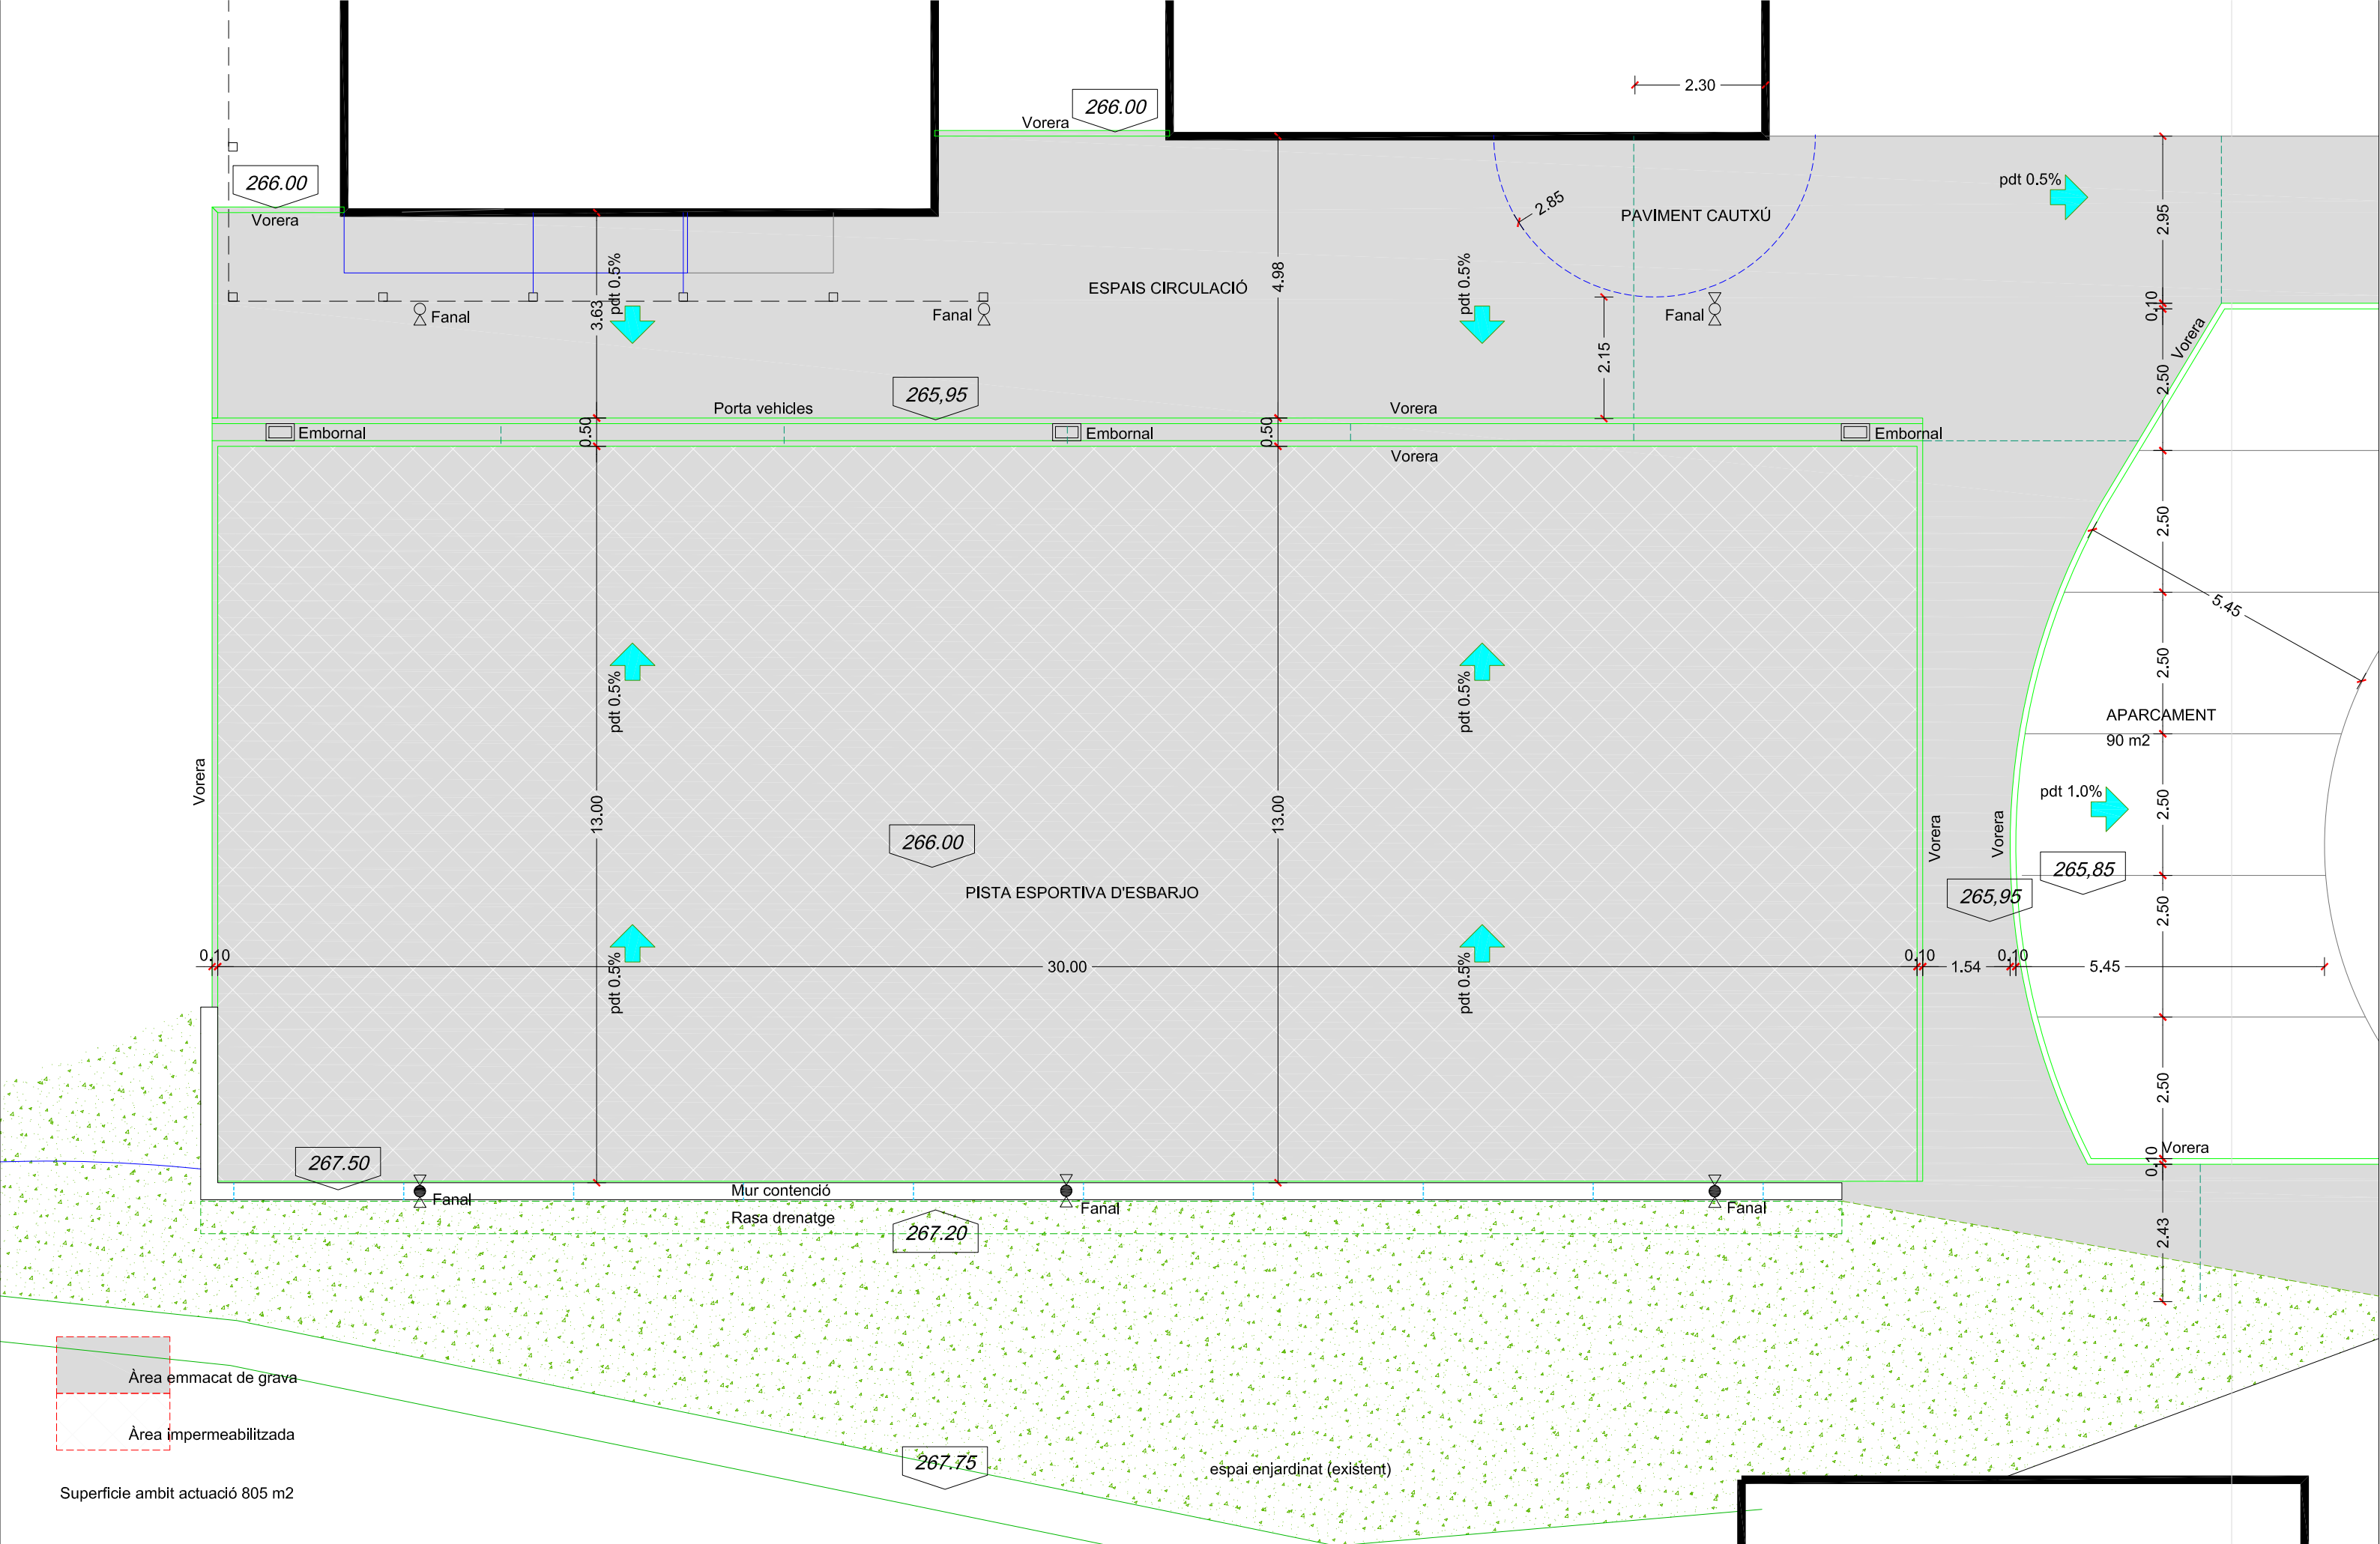 2.30
266.00
Vorera
266.00
Vorera
pdt 0.5%
2.95
2.85
PAVIMENT CAUTXÚ
ESPAIS CIRCULACIÓ
4.98
3.63
pdt 0.5%
pdt 0.5%
Fanal
Fanal
Fanal
0.10
Vorera
2.15
2.50
265,95
Porta vehicles
Vorera
0.50
0.50
Embornal
Embornal
Embornal
Vorera
2.50
5.45
2.50
pdt 0.5%
pdt 0.5%
APARCAMENT
90 m2
Vorera
13.00
13.00
pdt 1.0%
2.50
266.00
Vorera
Vorera
265,85
265,95
PISTA ESPORTIVA D'ESBARJO
2.50
0.10
30.00
0.10
1.54
0.10
5.45
pdt 0.5%
pdt 0.5%
2.50
267.50
Vorera
0.10
Mur contenció
Fanal
Fanal
Fanal
Rasa drenatge
267.20
2.43
Àrea emmacat de grava
Àrea impermeabilitzada
267.75
espai enjardinat (existent)
Superficie ambit actuació 805 m2